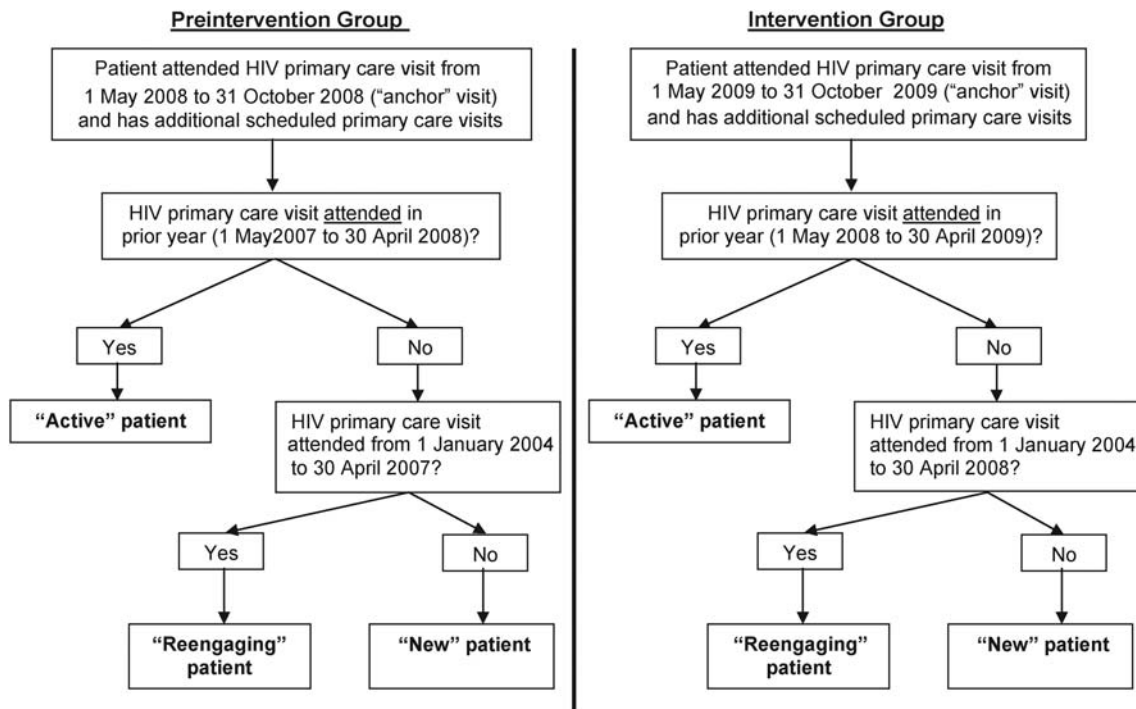 Preintervention Group
Patient attended HIV primary care visit from
1 May 2008 to 31 October 2008 (“anchor” visit)
and has additional scheduled primary care visits
HIV primary care visit attended in
prior year (1 May2007 to 30 April 2008)?
Yes
No
“Active” patient
HIV primary care visit
attended from 1 January 2004
to 30 April 2007?
Yes
No
“Reengaging”
patient
“New” patient
Intervention Group
Patient attended HIV primary care visit from
1 May 2009 to 31 October 2009 (“anchor” visit)
and has additional scheduled primary care visits
HIV primary care visit attended in
prior year (1 May 2008 to 30 April 2009)?
Yes
No
“Active” patient
HIV primary care visit
attended from 1 January 2004
to 30 April 2008?
Yes
No
“Reengaging”
patient
“New” patient